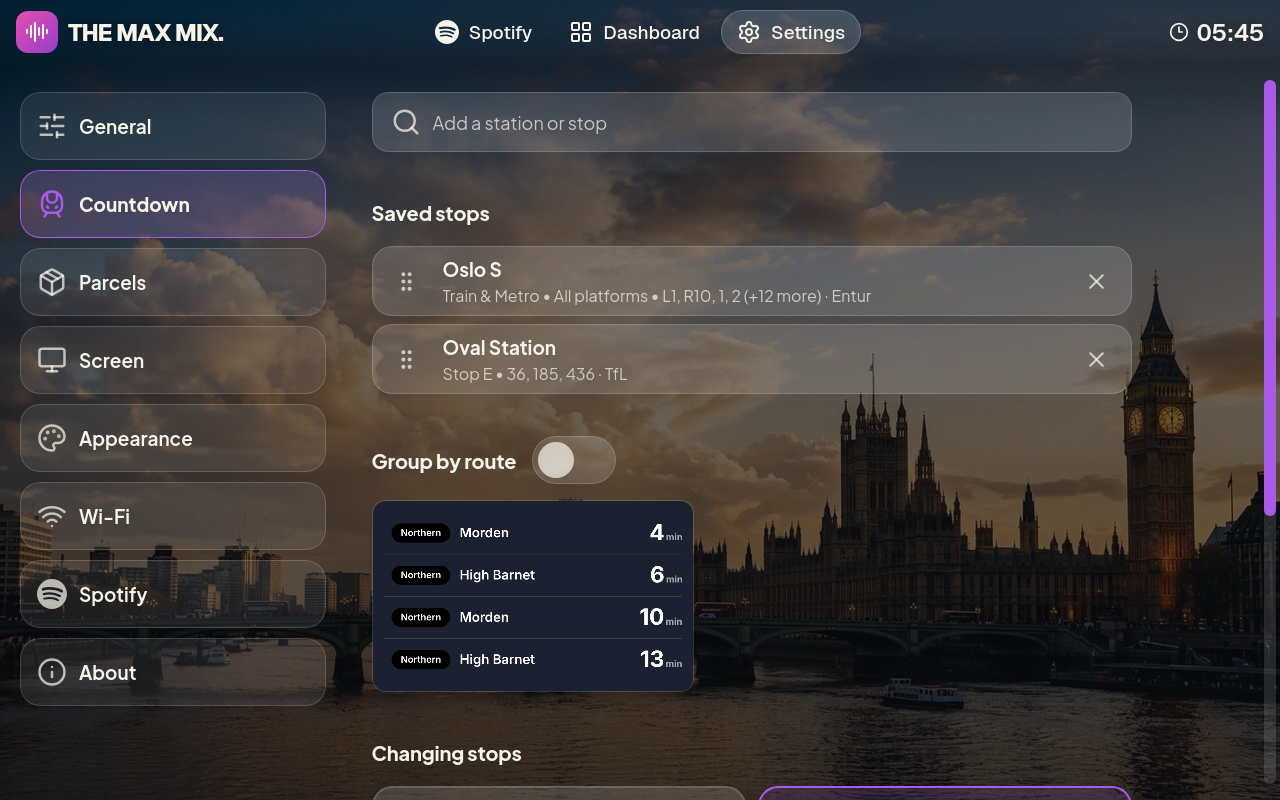 THE MAX MIX.
Spotify
Dashboard
Settings
05:45
General
Countdown
Parcels
Screen
Appearance
Wi-Fi
Spotify
About
Add a station or stop
Saved stops
Oslo S
Train & Metro • All platforms • L1, R10, 1, 2 (+12 more) · Entur
Oval Station
Stop E • 36, 185, 436 · TfL
Group by route
Northern Morden 4 min
Northern High Barnet 6 min
Northern Morden 10 min
Northern High Barnet 13 min
Changing stops